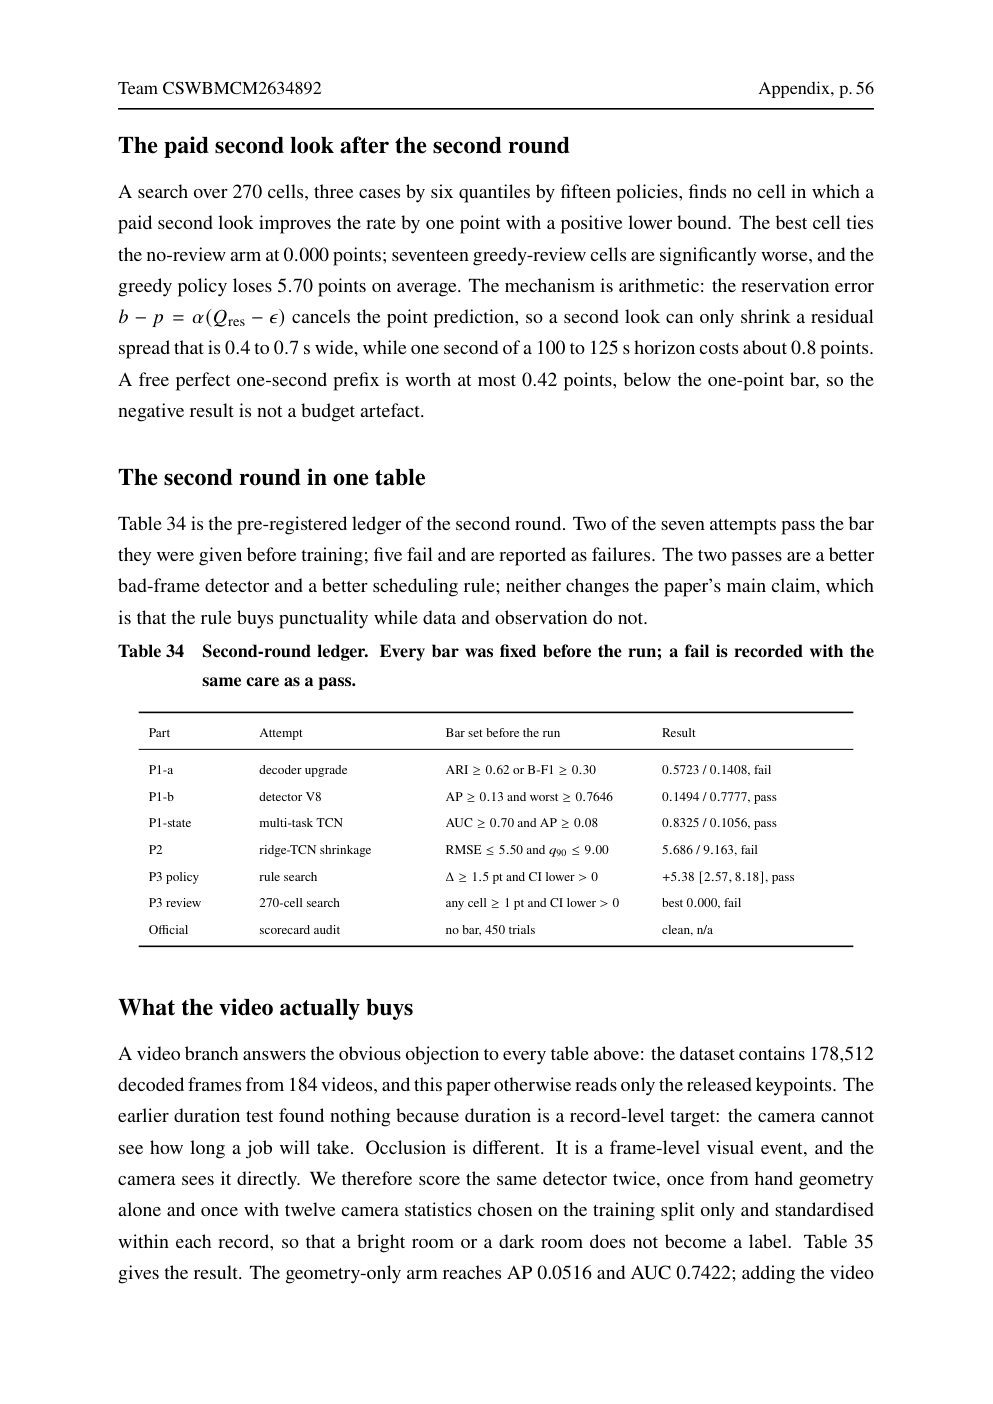 Team CSWBMCM2634892 Appendix, p. 56
The paid second look after the second round
A search over 270 cells, three cases by six quantiles by fifteen policies, finds no cell in which a
paid second look improves the rate by one point with a positive lower bound. The best cell ties
the no-review arm at 0.000 points; seventeen greedy-review cells are significantly worse, and the
greedy policy loses 5.70 points on average. The mechanism is arithmetic: the reservation error
b − p = α(Q_res − ϵ) cancels the point prediction, so a second look can only shrink a residual
spread that is 0.4 to 0.7 s wide, while one second of a 100 to 125 s horizon costs about 0.8 points.
A free perfect one-second prefix is worth at most 0.42 points, below the one-point bar, so the
negative result is not a budget artefact.
The second round in one table
Table 34 is the pre-registered ledger of the second round. Two of the seven attempts pass the bar
they were given before training; five fail and are reported as failures. The two passes are a better
bad-frame detector and a better scheduling rule; neither changes the paper's main claim, which
is that the rule buys punctuality while data and observation do not.
Table 34 Second-round ledger. Every bar was fixed before the run; a fail is recorded with the
same care as a pass.
Part Attempt Bar set before the run Result
P1-a decoder upgrade ARI ≥ 0.62 or B-F1 ≥ 0.30 0.5723 / 0.1408, fail
P1-b detector V8 AP ≥ 0.13 and worst ≥ 0.7646 0.1494 / 0.7777, pass
P1-state multi-task TCN AUC ≥ 0.70 and AP ≥ 0.08 0.8325 / 0.1056, pass
P2 ridge-TCN shrinkage RMSE ≤ 5.50 and q90 ≤ 9.00 5.686 / 9.163, fail
P3 policy rule search Δ ≥ 1.5 pt and CI lower > 0 +5.38 [2.57, 8.18], pass
P3 review 270-cell search any cell ≥ 1 pt and CI lower > 0 best 0.000, fail
Official scorecard audit no bar, 450 trials clean, n/a
What the video actually buys
A video branch answers the obvious objection to every table above: the dataset contains 178,512
decoded frames from 184 videos, and this paper otherwise reads only the released keypoints. The
earlier duration test found nothing because duration is a record-level target: the camera cannot
see how long a job will take. Occlusion is different. It is a frame-level visual event, and the
camera sees it directly. We therefore score the same detector twice, once from hand geometry
alone and once with twelve camera statistics chosen on the training split only and standardised
within each record, so that a bright room or a dark room does not become a label. Table 35
gives the result. The geometry-only arm reaches AP 0.0516 and AUC 0.7422; adding the video